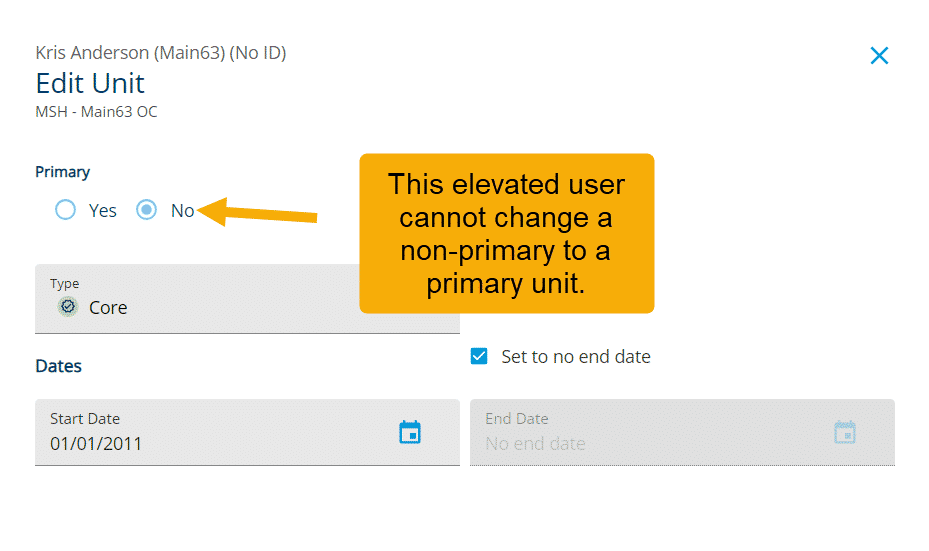 Kris Anderson (Main63) (No ID)
Edit Unit
MSH - Main63 OC
Primary
Yes No
This elevated user
cannot change a
non-primary to a
primary unit.
Type
Core
Set to no end date
Dates
Start Date
01/01/2011
End Date
No end date